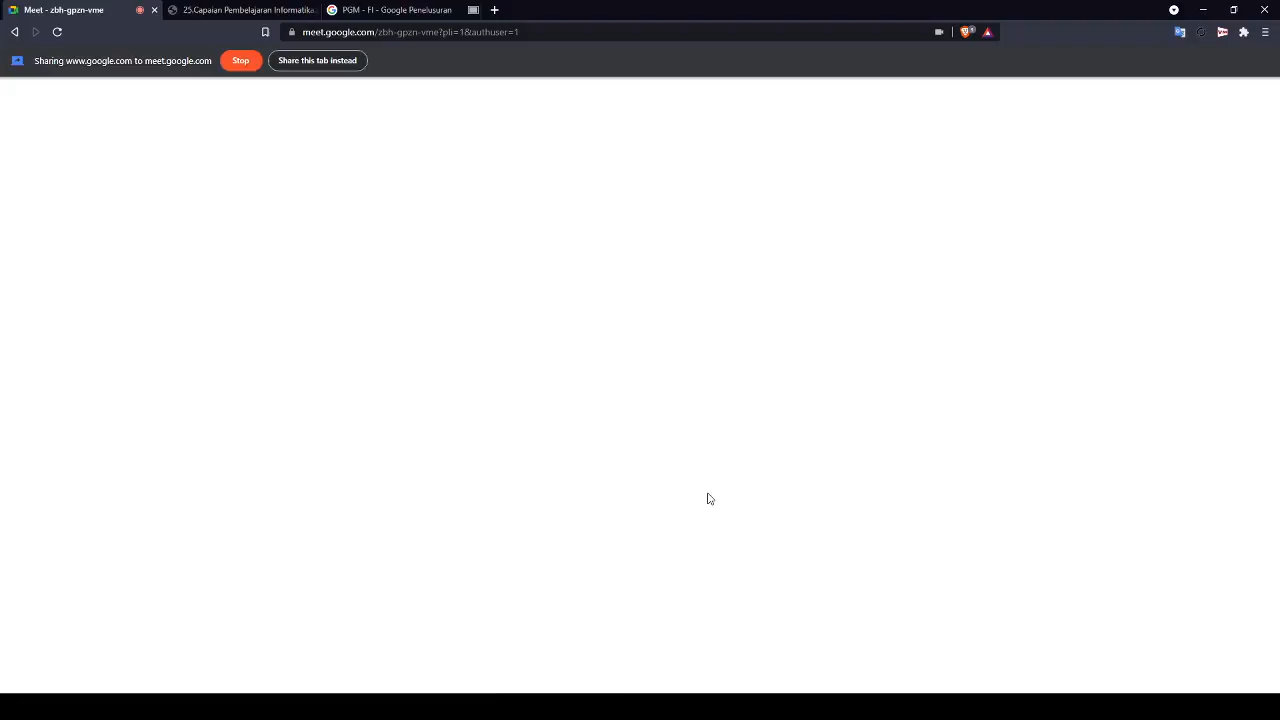 Meet - zbh-gpzn-vme
25.Capaian Pembelajaran Informatika.
PGM - FI - Google Penelusuran
meet.google.com/zbh-gpzn-vme?pli=1&authuser=1
Sharing www.google.com to meet.google.com
Stop
Share this tab instead